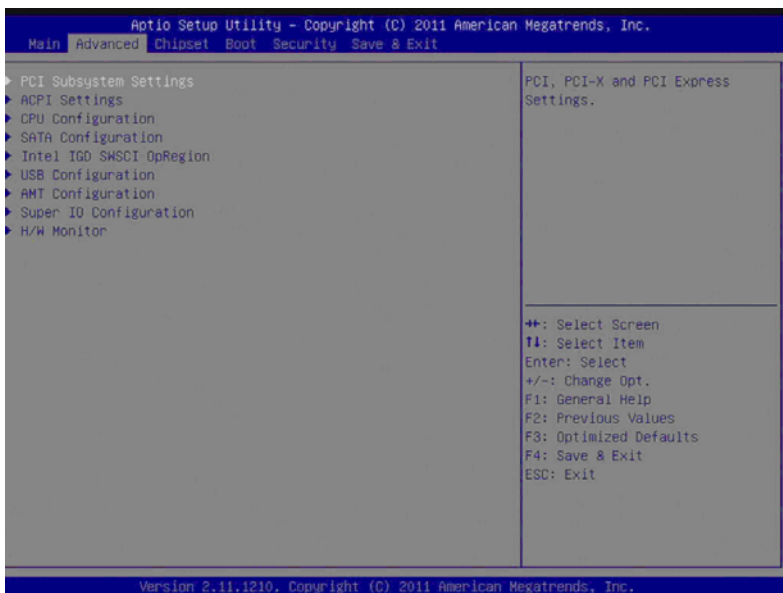 Aptio Setup Utility - Copyright (C) 2011 American Megatrends, Inc.
Main Advanced Chipset Boot Security Save & Exit
PCI Subsystem Settings
ACPI Settings
CPU Configuration
SATA Configuration
Intel IGD SWSCI OpRegion
USB Configuration
AMT Configuration
Super IO Configuration
H/W Monitor
PCI, PCI-X and PCI Express
Settings.
→←: Select Screen
↑↓: Select Item
Enter: Select
+/-: Change Opt.
F1: General Help
F2: Previous Values
F3: Optimized Defaults
F4: Save & Exit
ESC: Exit
Version 2.11.1210. Copyright (C) 2011 American Megatrends, Inc.